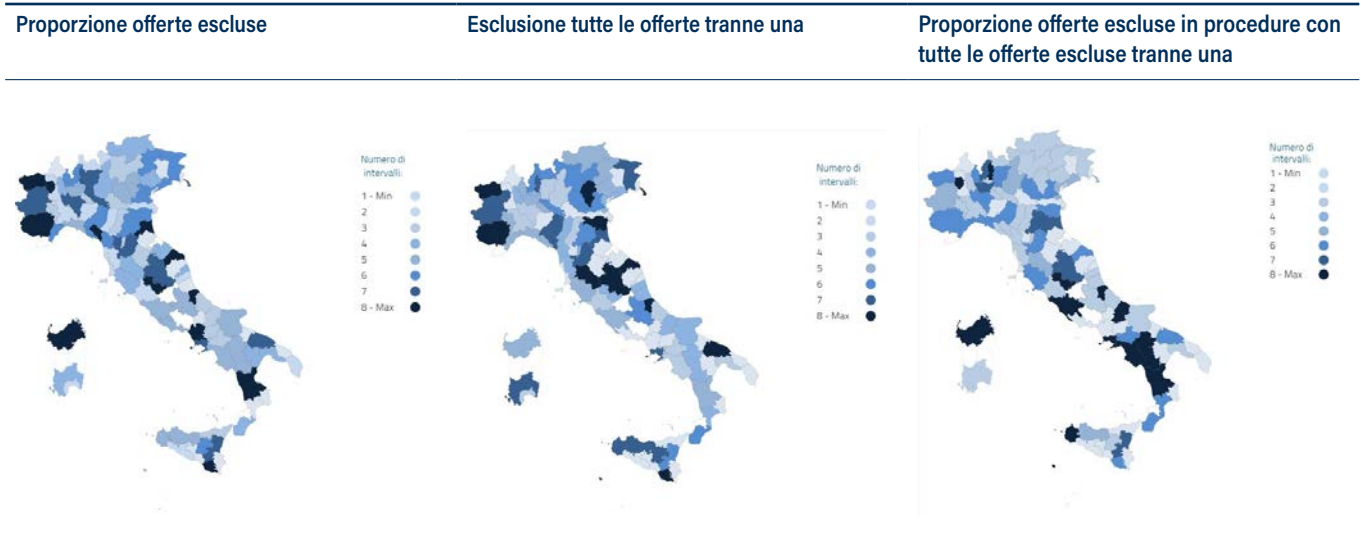 Proporzione offerte escluse
Esclusione tutte le offerte tranne una
Proporzione offerte escluse in procedure con
tutte le offerte escluse tranne una
Numero di
intervalli:
1 - Min
2
3
4
5
6
7
8 - Max
Numero di
intervalli:
1 - Min
2
3
4
5
6
7
8 - Max
Numero di
intervalli:
1 - Min
2
3
4
5
6
7
8 - Max